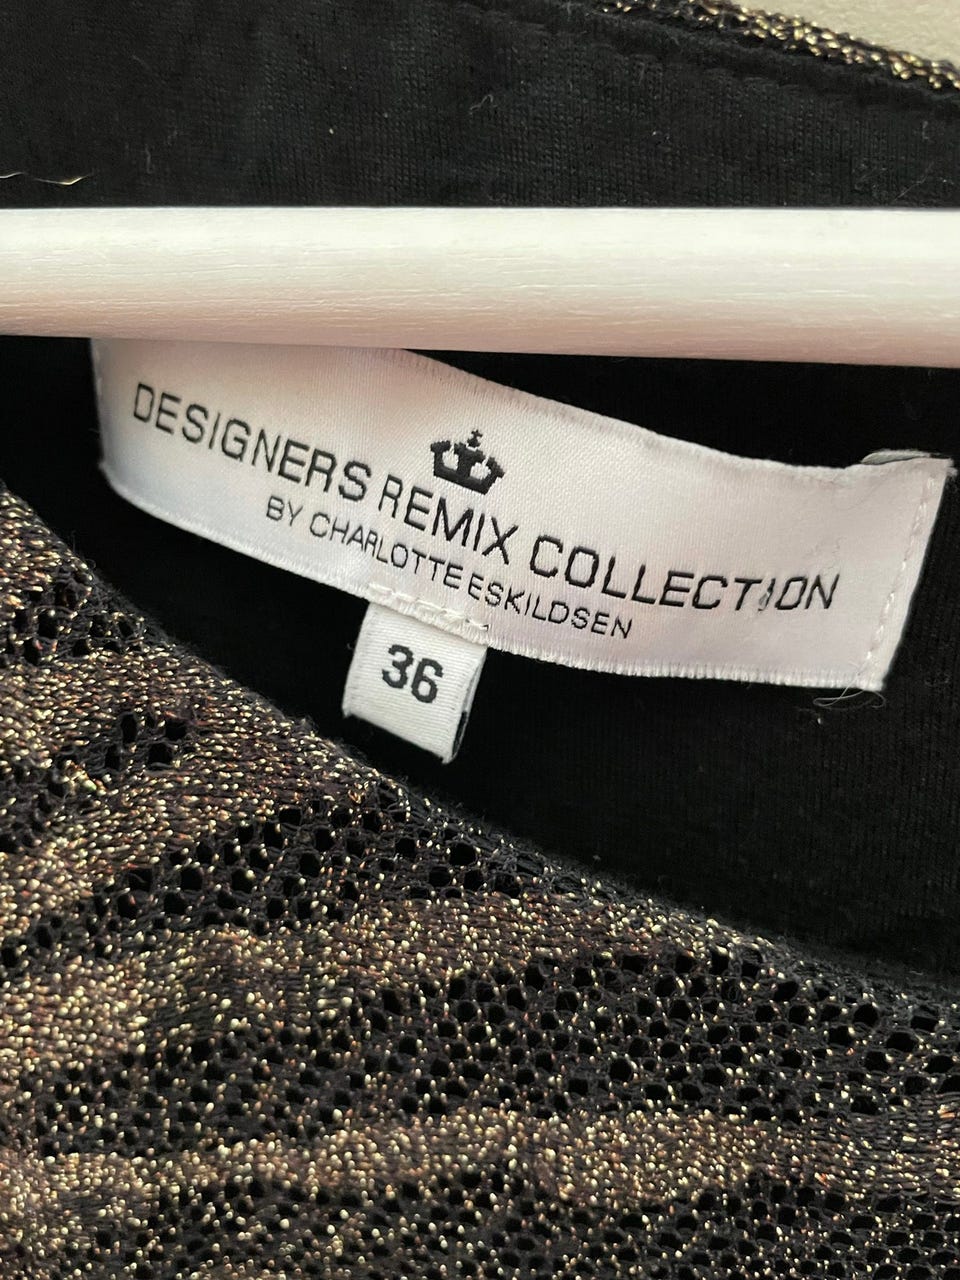 DESIGNERS REMIX COLLECTION
BY CHARLOTTE ESKILDSEN
36